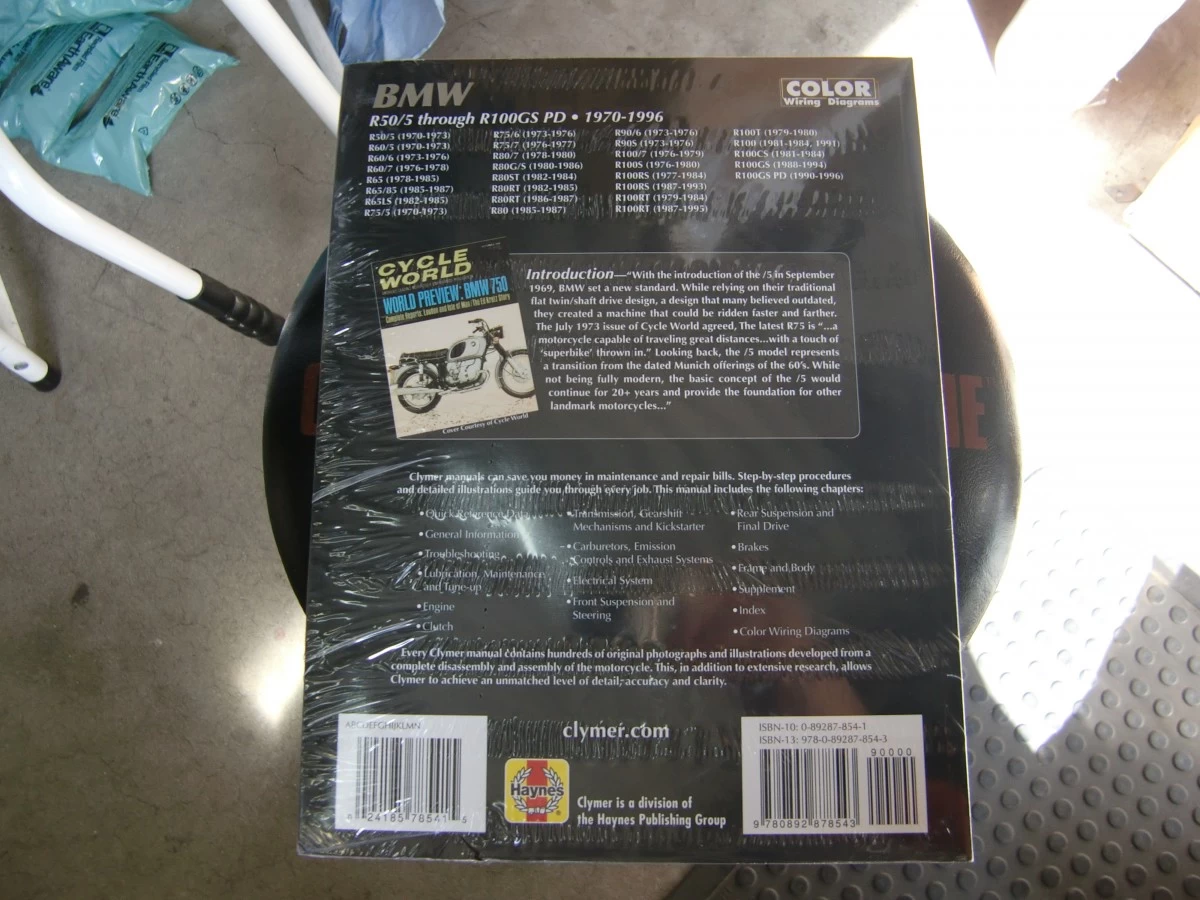 BMW
COLOR
Wiring Diagrams
R50/5 through R100GS PD • 1970-1996
R50/5 (1970-1973)
R60/5 (1970-1973)
R60/6 (1973-1976)
R60/7 (1976-1978)
R65 (1978-1985)
R65/85 (1985-1987)
R65LS (1982-1985)
R75/5 (1970-1973)
R75/6 (1973-1976)
R75/7 (1976-1977)
R80/7 (1978-1980)
R80G/S (1980-1986)
R80ST (1982-1984)
R80RT (1982-1985)
R80RT (1986-1987)
R80 (1985-1987)
R90/6 (1973-1976)
R90S (1973-1976)
R100/7 (1976-1979)
R100S (1976-1980)
R100RS (1977-1984)
R100RS (1987-1993)
R100RT (1979-1984)
R100RT (1987-1995)
R100T (1979-1980)
R100 (1981-1984, 1991)
R100CS (1981-1984)
R100GS (1988-1994)
R100GS PD (1990-1996)
CYCLE
WORLD
WORLD PREVIEW: BMW 750
Complete Reports, London and Isle of Man / The Ed Kretz Story
Cover Courtesy of Cycle World
Introduction—"With the introduction of the /5 in September
1969, BMW set a new standard. While relying on their traditional
flat twin/shaft drive design, a design that many believed outdated,
they created a machine that could be ridden faster and farther.
The July 1973 issue of Cycle World agreed, The latest R75 is "...a
motorcycle capable of traveling great distances...with a touch of
'superbike' thrown in." Looking back, the /5 model represents
a transition from the dated Munich offerings of the 60's. While
not being fully modern, the basic concept of the /5 would
continue for 20+ years and provide the foundation for other
landmark motorcycles..."
Clymer manuals can save you money in maintenance and repair bills. Step-by-step procedures
and detailed illustrations guide you through every job. This manual includes the following chapters:
• Quick Reference Data
• General Information
• Troubleshooting
• Lubrication, Maintenance
and Tune-up
• Engine
• Clutch
• Transmission, Gearshift
Mechanisms and Kickstarter
• Carburetors, Emission
Controls and Exhaust Systems
• Electrical System
• Front Suspension and
Steering
• Rear Suspension and
Final Drive
• Brakes
• Frame and Body
• Supplement
• Index
• Color Wiring Diagrams
Every Clymer manual contains hundreds of original photographs and illustrations developed from a
complete disassembly and assembly of the motorcycle. This, in addition to extensive research, allows
Clymer to achieve an unmatched level of detail, accuracy and clarity.
ABCDEFGHIJKLMN
24185 78541
clymer.com
Haynes
Clymer is a division of
the Haynes Publishing Group
ISBN-10: 0-89287-854-1
ISBN-13: 978-0-89287-854-3
90000
9 780892 878543
EarthAware
EarthAware